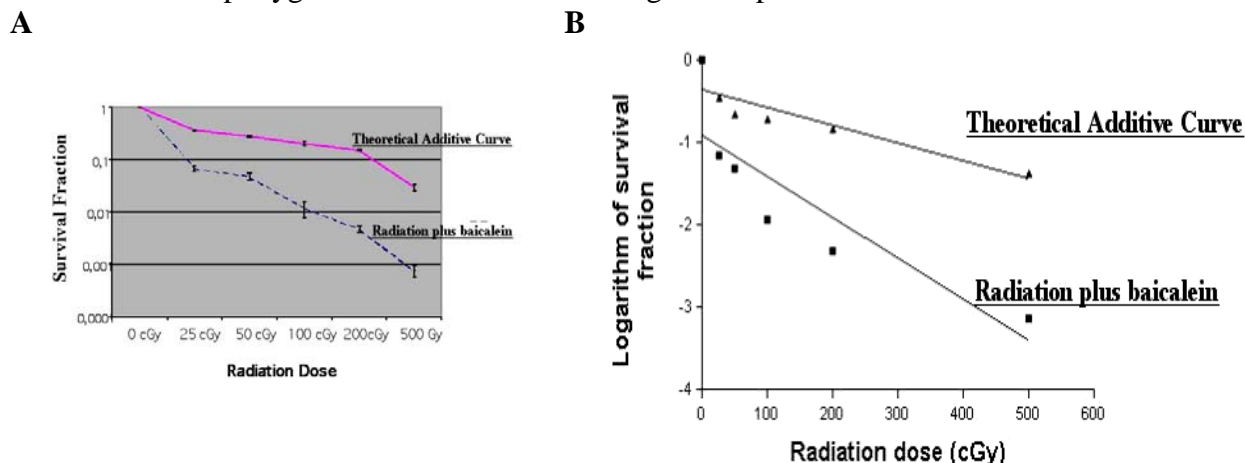 A
B
1
0,1
0,01
0,001
0,000
Survival Fraction
Theoretical Additive Curve
Radiation plus baicalein
0 cGy 25 cGy 50 cGy 100 cGy 200cGy 500 Gy
Radiation Dose
0
-1
-2
-3
-4
Logarithm of survival
fraction
Theoretical Additive Curve
Radiation plus baicalein
0 100 200 300 400 500 600
Radiation dose (cGy)